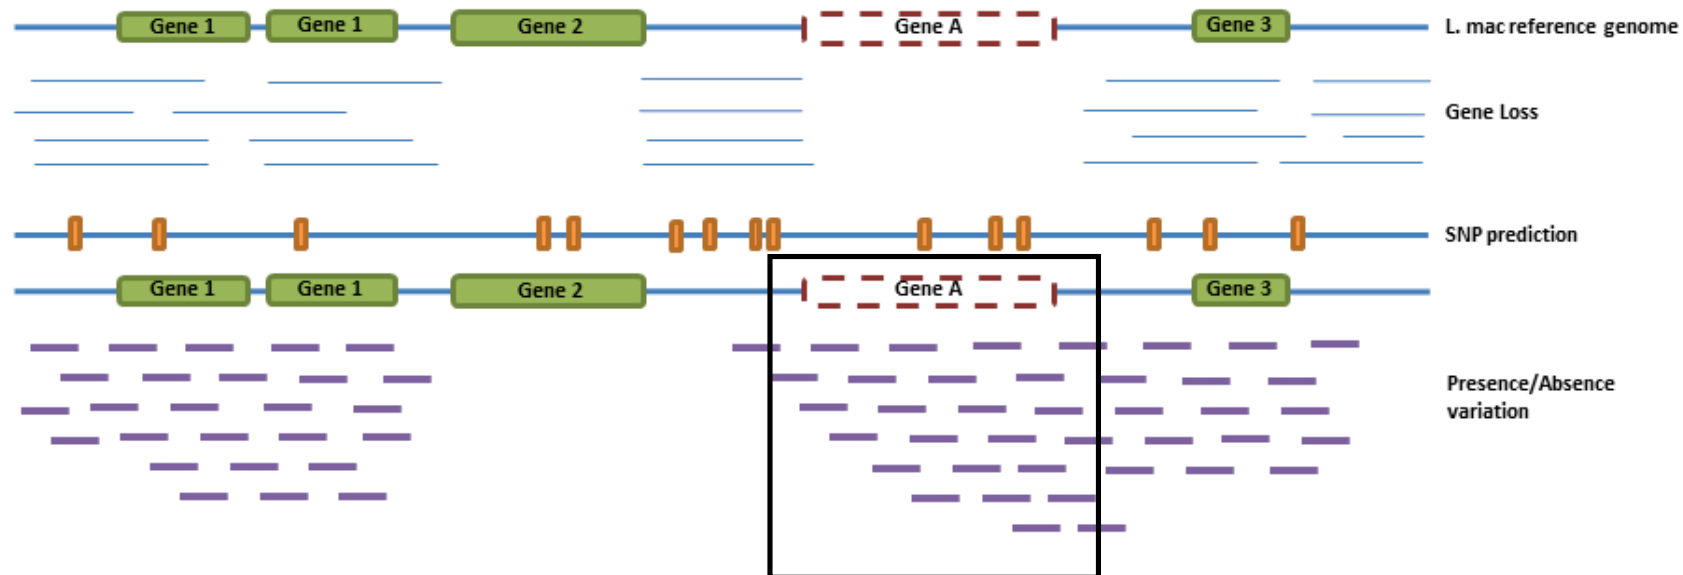 Gene 1 Gene 1 Gene 2 Gene A Gene 3 L. mac reference genome
Gene Loss
SNP prediction
Gene 1 Gene 1 Gene 2 Gene A Gene 3
Presence/Absence
variation